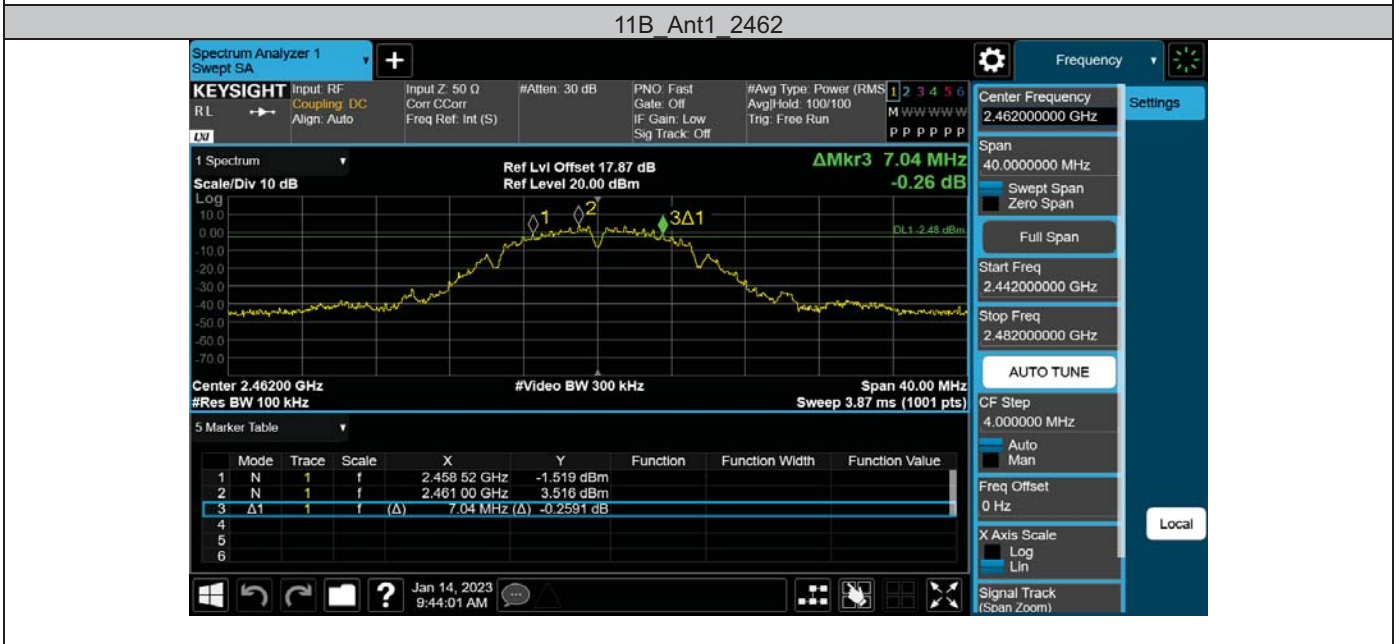 11B_Ant1_2462
Spectrum Analyzer 1
Swept SA
+
Frequency
KEYSIGHT
RL
LXI
Input: RF
Coupling: DC
Align: Auto
Input Z: 50 Ω
Corr CCorr
Freq Ref: Int (S)
#Atten: 30 dB
PNO: Fast
Gate: Off
IF Gain: Low
Sig Track: Off
#Avg Type: Power (RMS
Avg|Hold: 100/100
Trig: Free Run
1 2 3 4 5 6
M W W W W W
P P P P P P
Center Frequency
2.462000000 GHz
Settings
Span
40.0000000 MHz
Swept Span
Zero Span
Full Span
Start Freq
2.442000000 GHz
Stop Freq
2.482000000 GHz
AUTO TUNE
CF Step
4.000000 MHz
Auto
Man
Freq Offset
0 Hz
X Axis Scale
Log
Lin
Signal Track
(Span Zoom)
Local
1 Spectrum
Scale/Div 10 dB
Ref Lvl Offset 17.87 dB
Ref Level 20.00 dBm
ΔMkr3 7.04 MHz
-0.26 dB
Log
10.0
0.00
-10.0
-20.0
-30.0
-40.0
-50.0
-60.0
-70.0
1
2
3Δ1
DL1 -2.48 dBm
Center 2.46200 GHz
#Res BW 100 kHz
#Video BW 300 kHz
Span 40.00 MHz
Sweep 3.87 ms (1001 pts)
5 Marker Table
Mode Trace Scale X Y Function Function Width Function Value
1 N 1 f 2.458 52 GHz -1.519 dBm
2 N 1 f 2.461 00 GHz 3.516 dBm
3 Δ1 1 f (Δ) 7.04 MHz (Δ) -0.2591 dB
4
5
6
?
Jan 14, 2023
9:44:01 AM